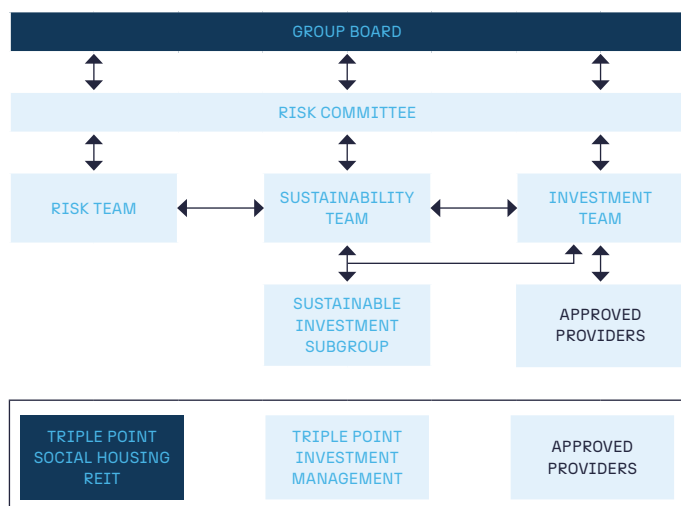 GROUP BOARD
RISK COMMITTEE
RISK TEAM
SUSTAINABILITY
TEAM
INVESTMENT
TEAM
SUSTAINABLE
INVESTMENT
SUBGROUP
APPROVED
PROVIDERS
TRIPLE POINT
SOCIAL HOUSING
REIT
TRIPLE POINT
INVESTMENT
MANAGEMENT
APPROVED
PROVIDERS